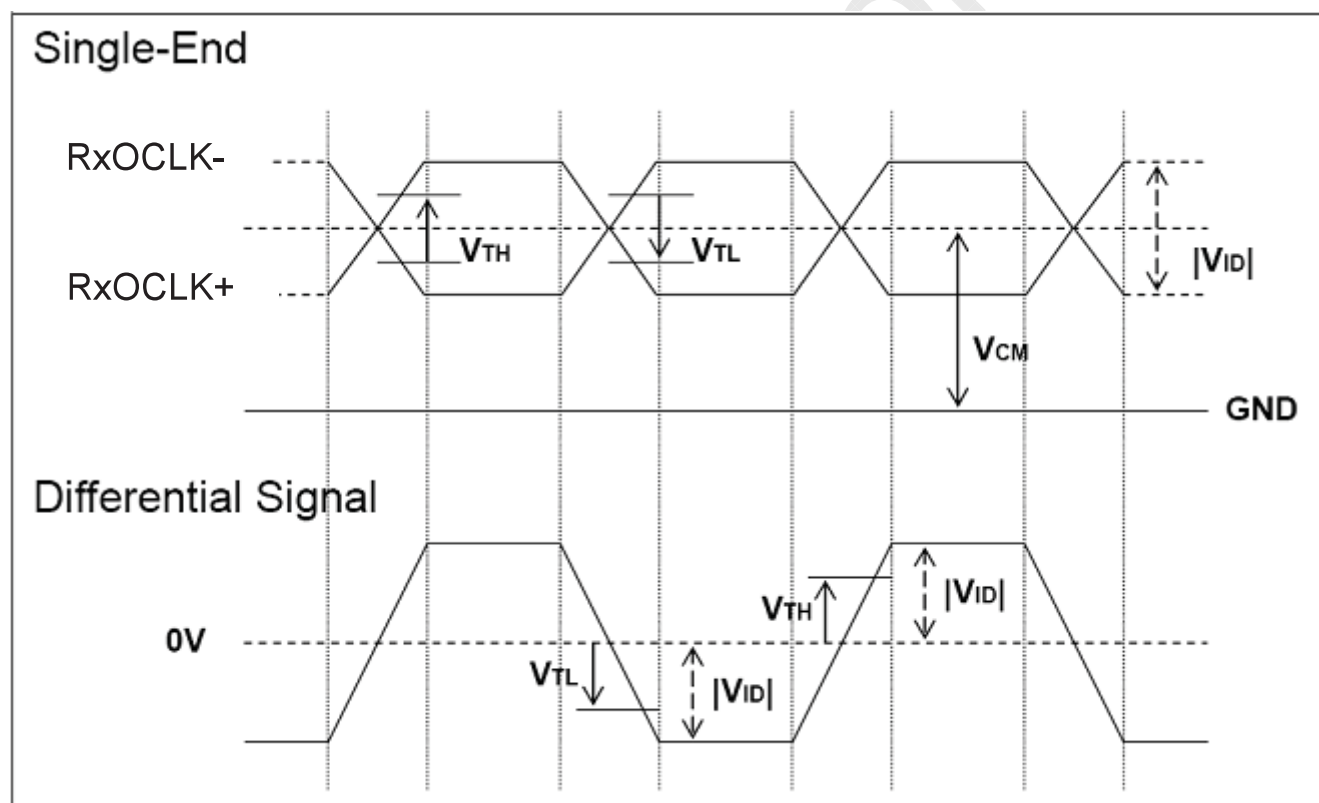 Single-End
RxOCLK-
VTH
VTL
|VID|
RxOCLK+
VCM
GND
Differential Signal
VTH
|VID|
0V
VTL
|VID|